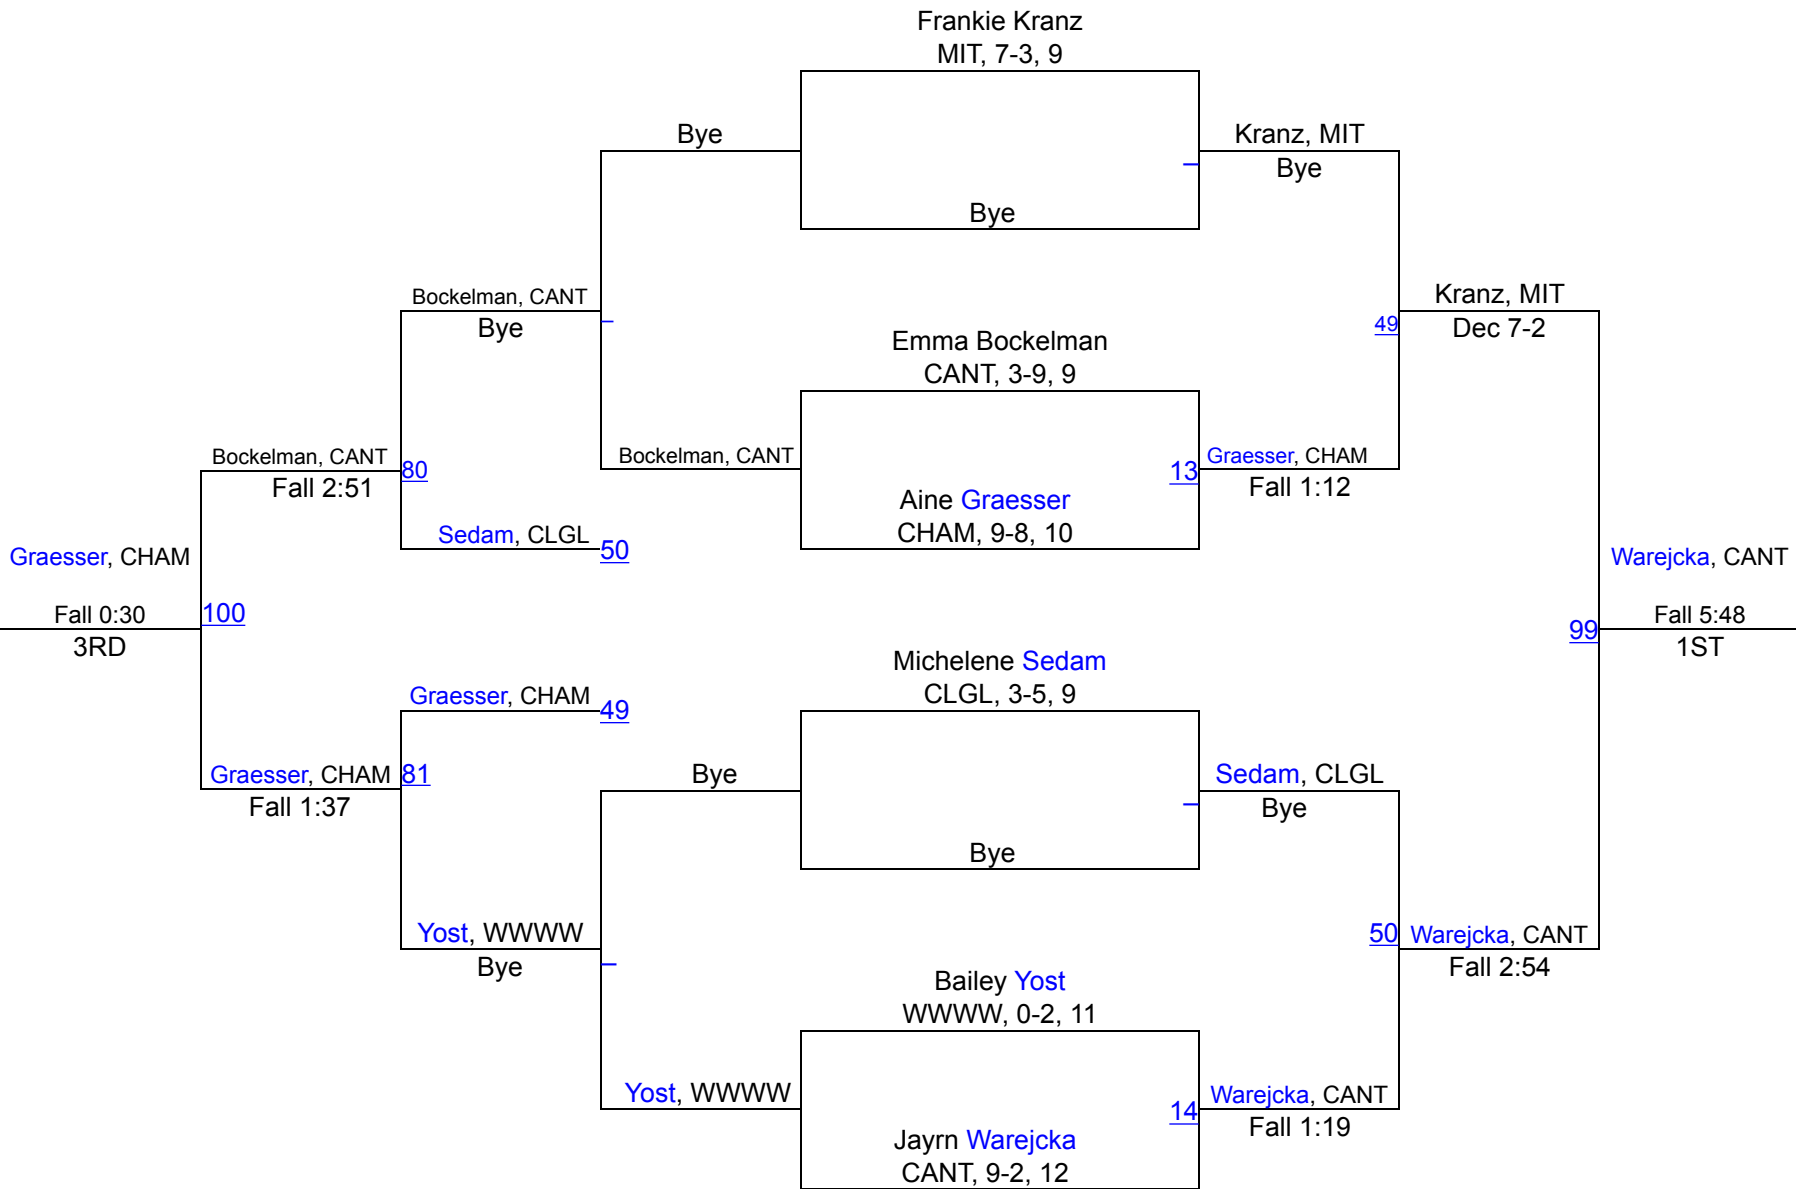 Frankie Kranz
MIT, 7-3, 9
Bye
Kranz, MIT
Bye
Bye
Bockelman, CANT
Bye
Kranz, MIT
49
Dec 7-2
Emma Bockelman
CANT, 3-9, 9
Bockelman, CANT
80
Fall 2:51
Bockelman, CANT
13
Graesser, CHAM
Fall 1:12
Aine Graesser
CHAM, 9-8, 10
Sedam, CLGL
50
Graesser, CHAM
Fall 0:30
100
3RD
Warejcka, CANT
Fall 5:48
99
1ST
Michelene Sedam
CLGL, 3-5, 9
Graesser, CHAM
49
Graesser, CHAM
81
Fall 1:37
Bye
Sedam, CLGL
Bye
Bye
Yost, WWWW
Bye
50
Warejcka, CANT
Fall 2:54
Bailey Yost
WWWW, 0-2, 11
Yost, WWWW
14
Warejcka, CANT
Fall 1:19
Jayrn Warejcka
CANT, 9-2, 12